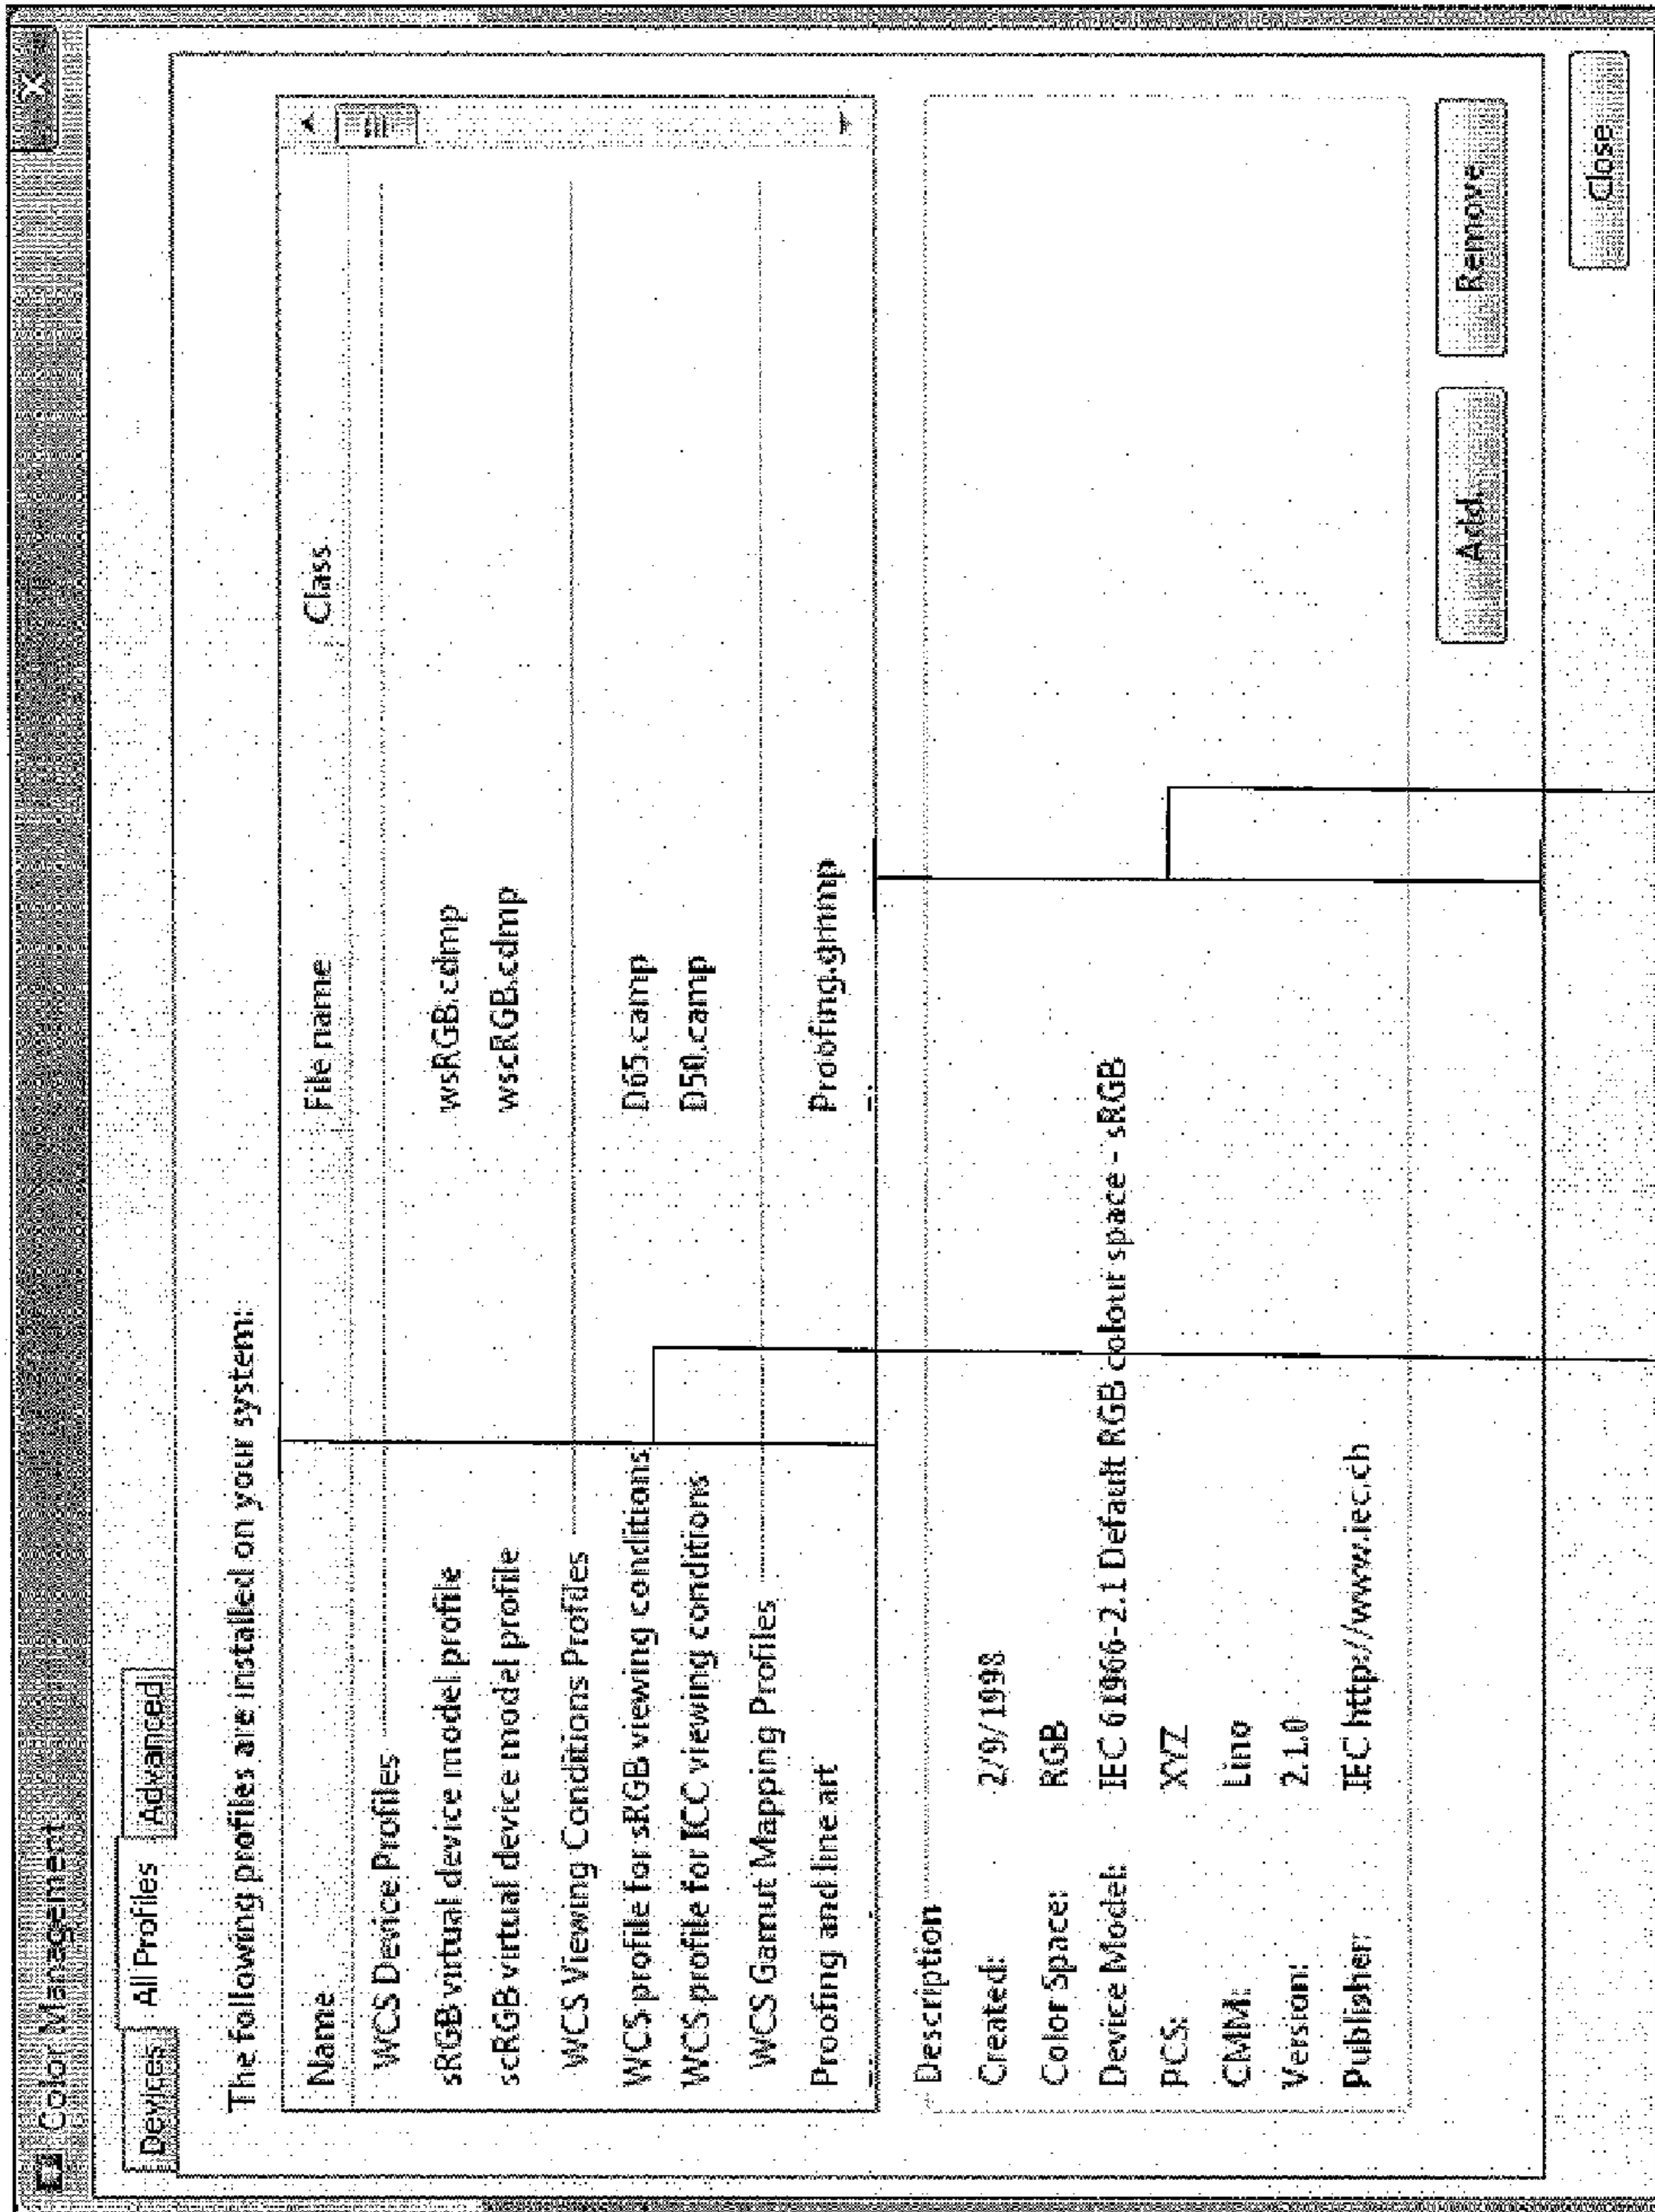 Color Management
X
Devices All Profiles Advanced
The following profiles are installed on your system:
Name File name Class
WCS Device Profiles
sRGB virtual device model profile wsRGB.cdmp
scRGB virtual device model profile wscRGB.cdmp
WCS Viewing Conditions Profiles
WCS profile for sRGB viewing conditions D65.camp
WCS profile for ICC viewing conditions D50.camp
WCS Gamut Mapping Profiles
Proofing and line art Proofing.gmmp
Description
Created: 2/9/1998
Color Space: RGB
Device Model: IEC 61966-2.1 Default RGB colour space - sRGB
PCS: XYZ
CMM: Lino
Version: 2.1.0
Publisher: IEC http://www.iec.ch
Add. Remove
Close